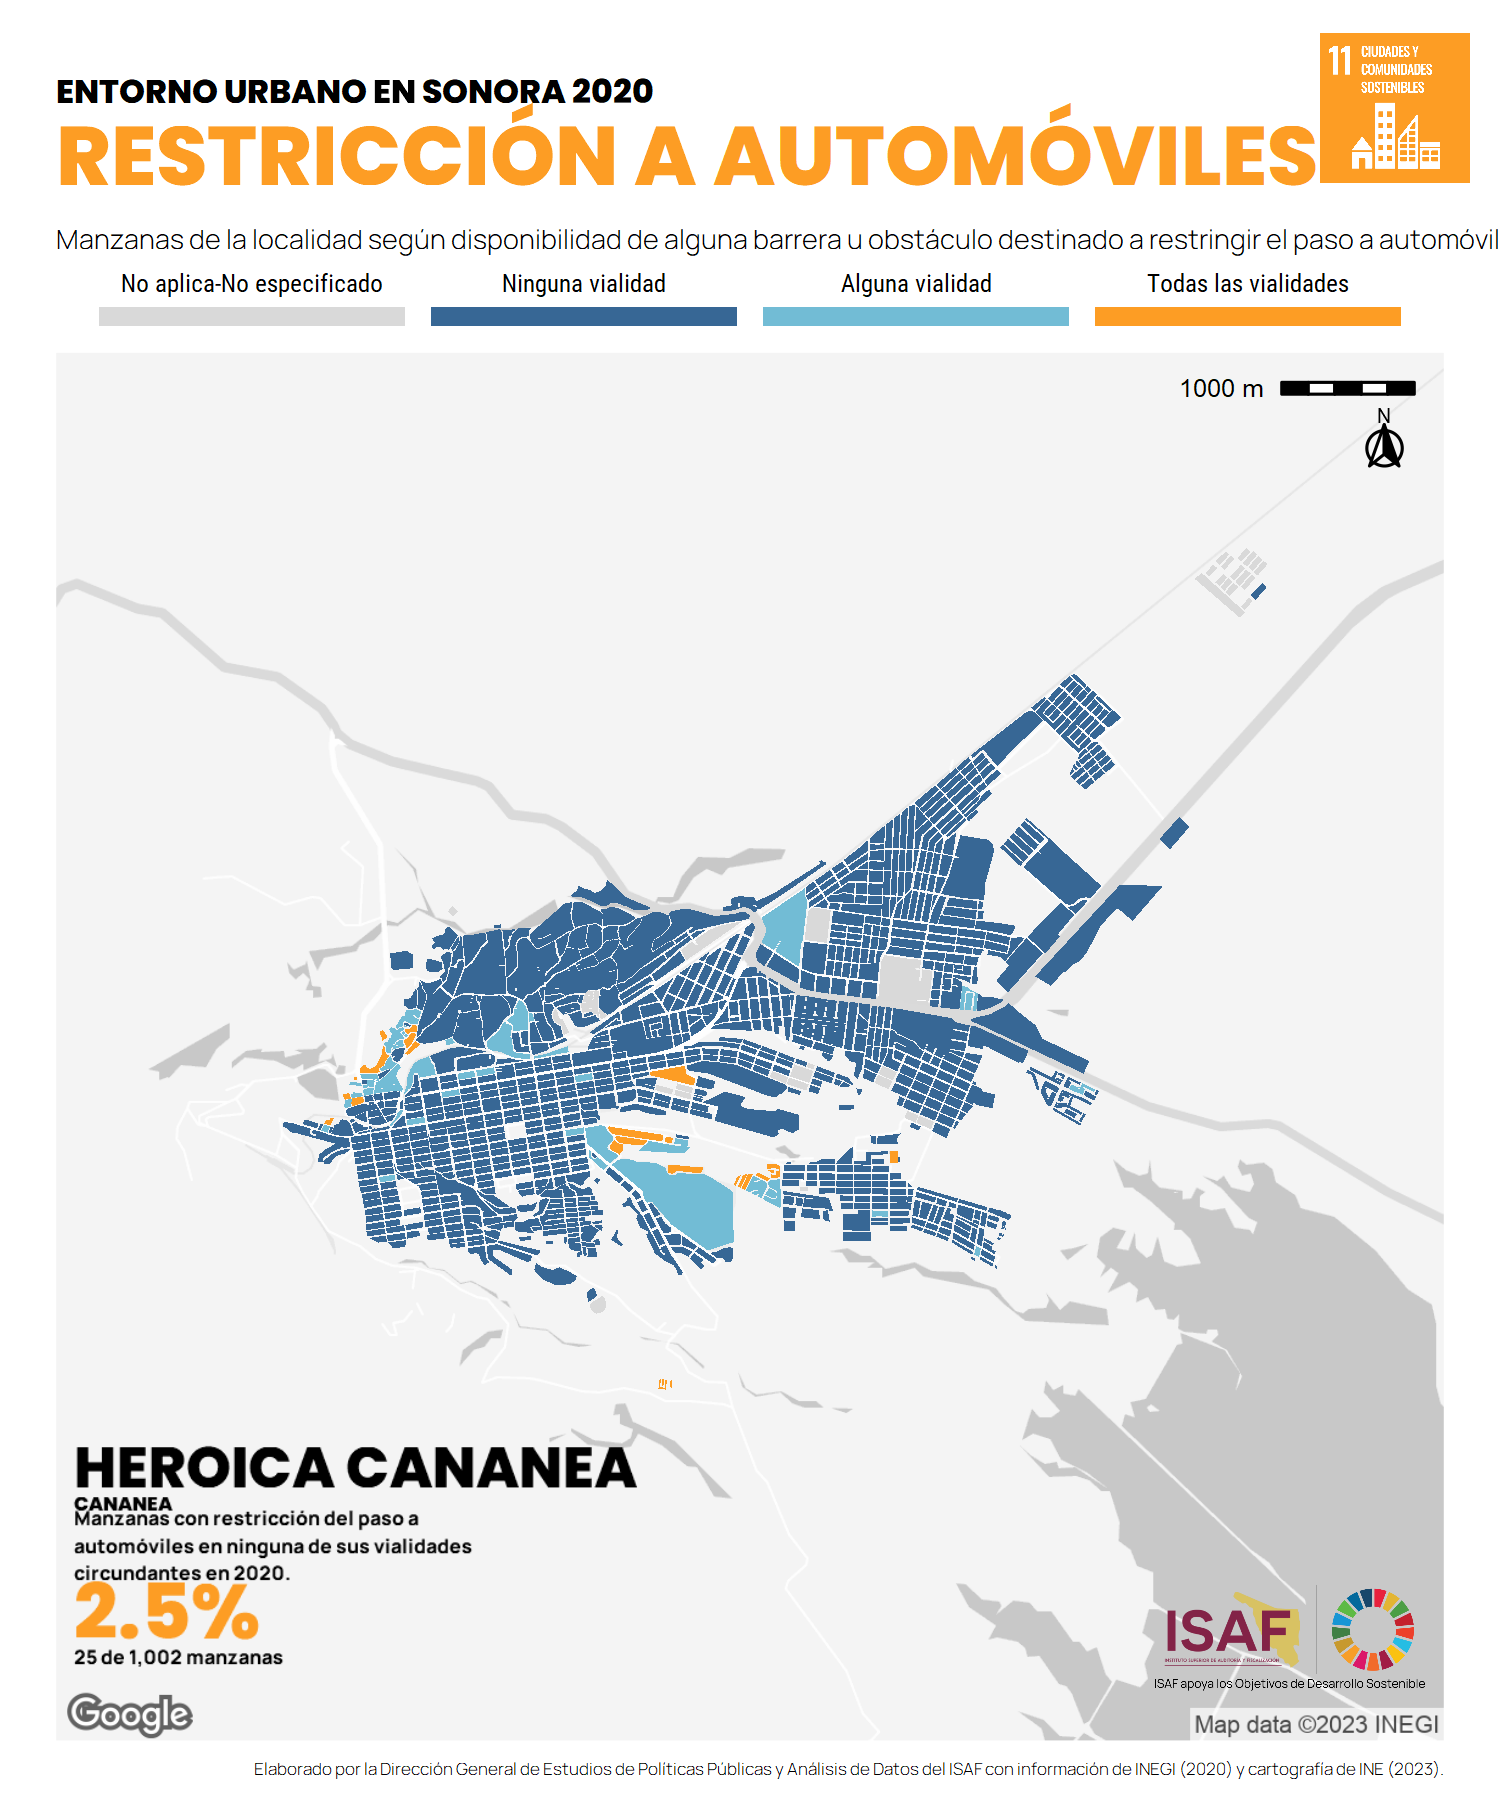 11 CIUDADES Y
COMUNIDADES
SOSTENIBLES
ENTORNO URBANO EN SONORA 2020
RESTRICCIÓN A AUTOMÓVILES
Manzanas de la localidad según disponibilidad de alguna barrera u obstáculo destinado a restringir el paso a automóvil
No aplica-No especificado
Ninguna vialidad
Alguna vialidad
Todas las vialidades
1000 m
N
HEROICA CANANEA
CANANEA
Manzanas con restricción del paso a
automóviles en ninguna de sus vialidades
circundantes en 2020.
2.5%
25 de 1,002 manzanas
Google
ISAF
INSTITUTO SUPERIOR DE AUDITORÍA Y FISCALIZACIÓN
ISAF apoya los Objetivos de Desarrollo Sostenible
Map data ©2023 INEGI
Elaborado por la Dirección General de Estudios de Políticas Públicas y Análisis de Datos del ISAF con información de INEGI (2020) y cartografía de INE (2023).